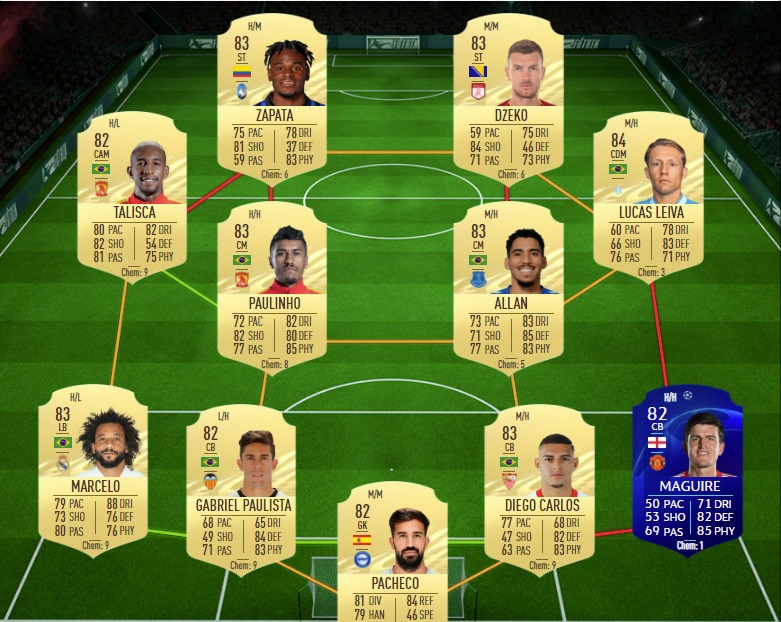 H/M
83
ST
ZAPATA
75 PAC 78 DRI
81 SHO 37 DEF
59 PAS 83 PHY
Chem: 6
M/M
83
ST
DZEKO
59 PAC 75 DRI
84 SHO 46 DEF
71 PAS 73 PHY
Chem: 6
H/L
82
CAM
TALISCA
80 PAC 82 DRI
82 SHO 54 DEF
81 PAS 75 PHY
Chem: 9
M/H
84
CDM
LUCAS LEIVA
60 PAC 78 DRI
66 SHO 83 DEF
76 PAS 71 PHY
Chem: 3
H/H
83
CM
PAULINHO
72 PAC 82 DRI
82 SHO 80 DEF
77 PAS 85 PHY
Chem: 8
M/H
83
CM
ALLAN
73 PAC 83 DRI
71 SHO 85 DEF
77 PAS 83 PHY
Chem: 5
H/L
83
LB
MARCELO
79 PAC 88 DRI
73 SHO 76 DEF
80 PAS 76 PHY
Chem: 9
L/H
82
CB
GABRIEL PAULISTA
68 PAC 65 DRI
49 SHO 84 DEF
71 PAS 83 PHY
Chem: 9
M/H
83
CB
DIEGO CARLOS
77 PAC 68 DRI
47 SHO 82 DEF
63 PAS 83 PHY
Chem: 9
H/H
82
CB
MAGUIRE
50 PAC 71 DRI
53 SHO 82 DEF
69 PAS 85 PHY
Chem: 1
M/M
82
GK
PACHECO
81 DIV 84 REF
79 HAN 46 SPE